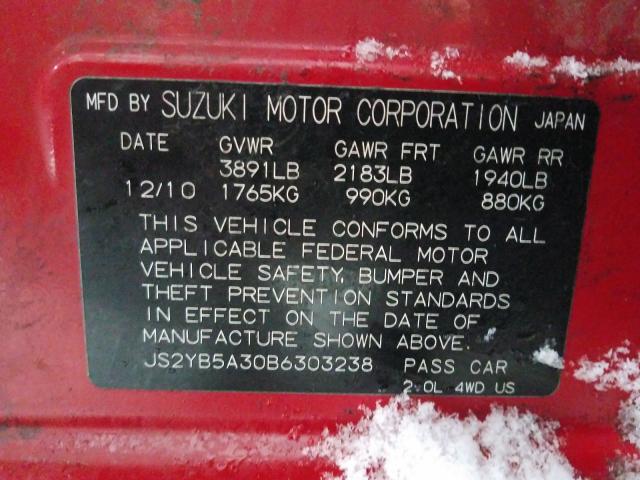 MFD BY SUZUKI MOTOR CORPORATION JAPAN
DATE GVWR GAWR FRT GAWR RR
3891LB 2183LB 1940LB
12/10 1765KG 990KG 880KG
THIS VEHICLE CONFORMS TO ALL
APPLICABLE FEDERAL MOTOR
VEHICLE SAFETY, BUMPER AND
THEFT PREVENTION STANDARDS
IN EFFECT ON THE DATE OF
MANUFACTURE SHOWN ABOVE.
JS2YB5A30B6303238 PASS CAR
2.0L 4WD US